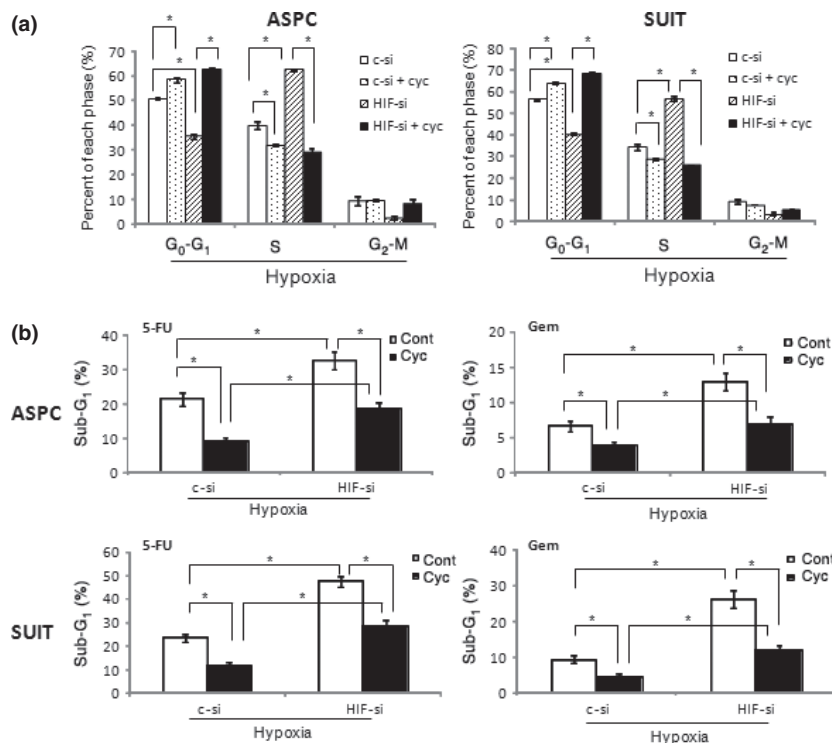 (a)
ASPC
Percent of each phase (%)
70
60
50
40
30
20
10
0
* * * * * *
c-si
c-si + cyc
HIF-si
HIF-si + cyc
G₀-G₁ S G₂-M
Hypoxia
SUIT
Percent of each phase (%)
80
70
60
50
40
30
20
10
0
* * * * * *
c-si
c-si + cyc
HIF-si
HIF-si + cyc
G₀-G₁ S G₂-M
Hypoxia
(b)
ASPC
5-FU
Sub-G₁ (%)
40
30
20
10
0
* * * *
Cont
Cyc
c-si HIF-si
Hypoxia
Gem
Sub-G₁ (%)
20
15
10
5
0
* * * *
Cont
Cyc
c-si HIF-si
Hypoxia
SUIT
5-FU
Sub-G₁ (%)
60
50
40
30
20
10
0
* * * *
Cont
Cyc
c-si HIF-si
Hypoxia
Gem
Sub-G₁ (%)
40
30
20
10
0
* * * *
Cont
Cyc
c-si HIF-si
Hypoxia